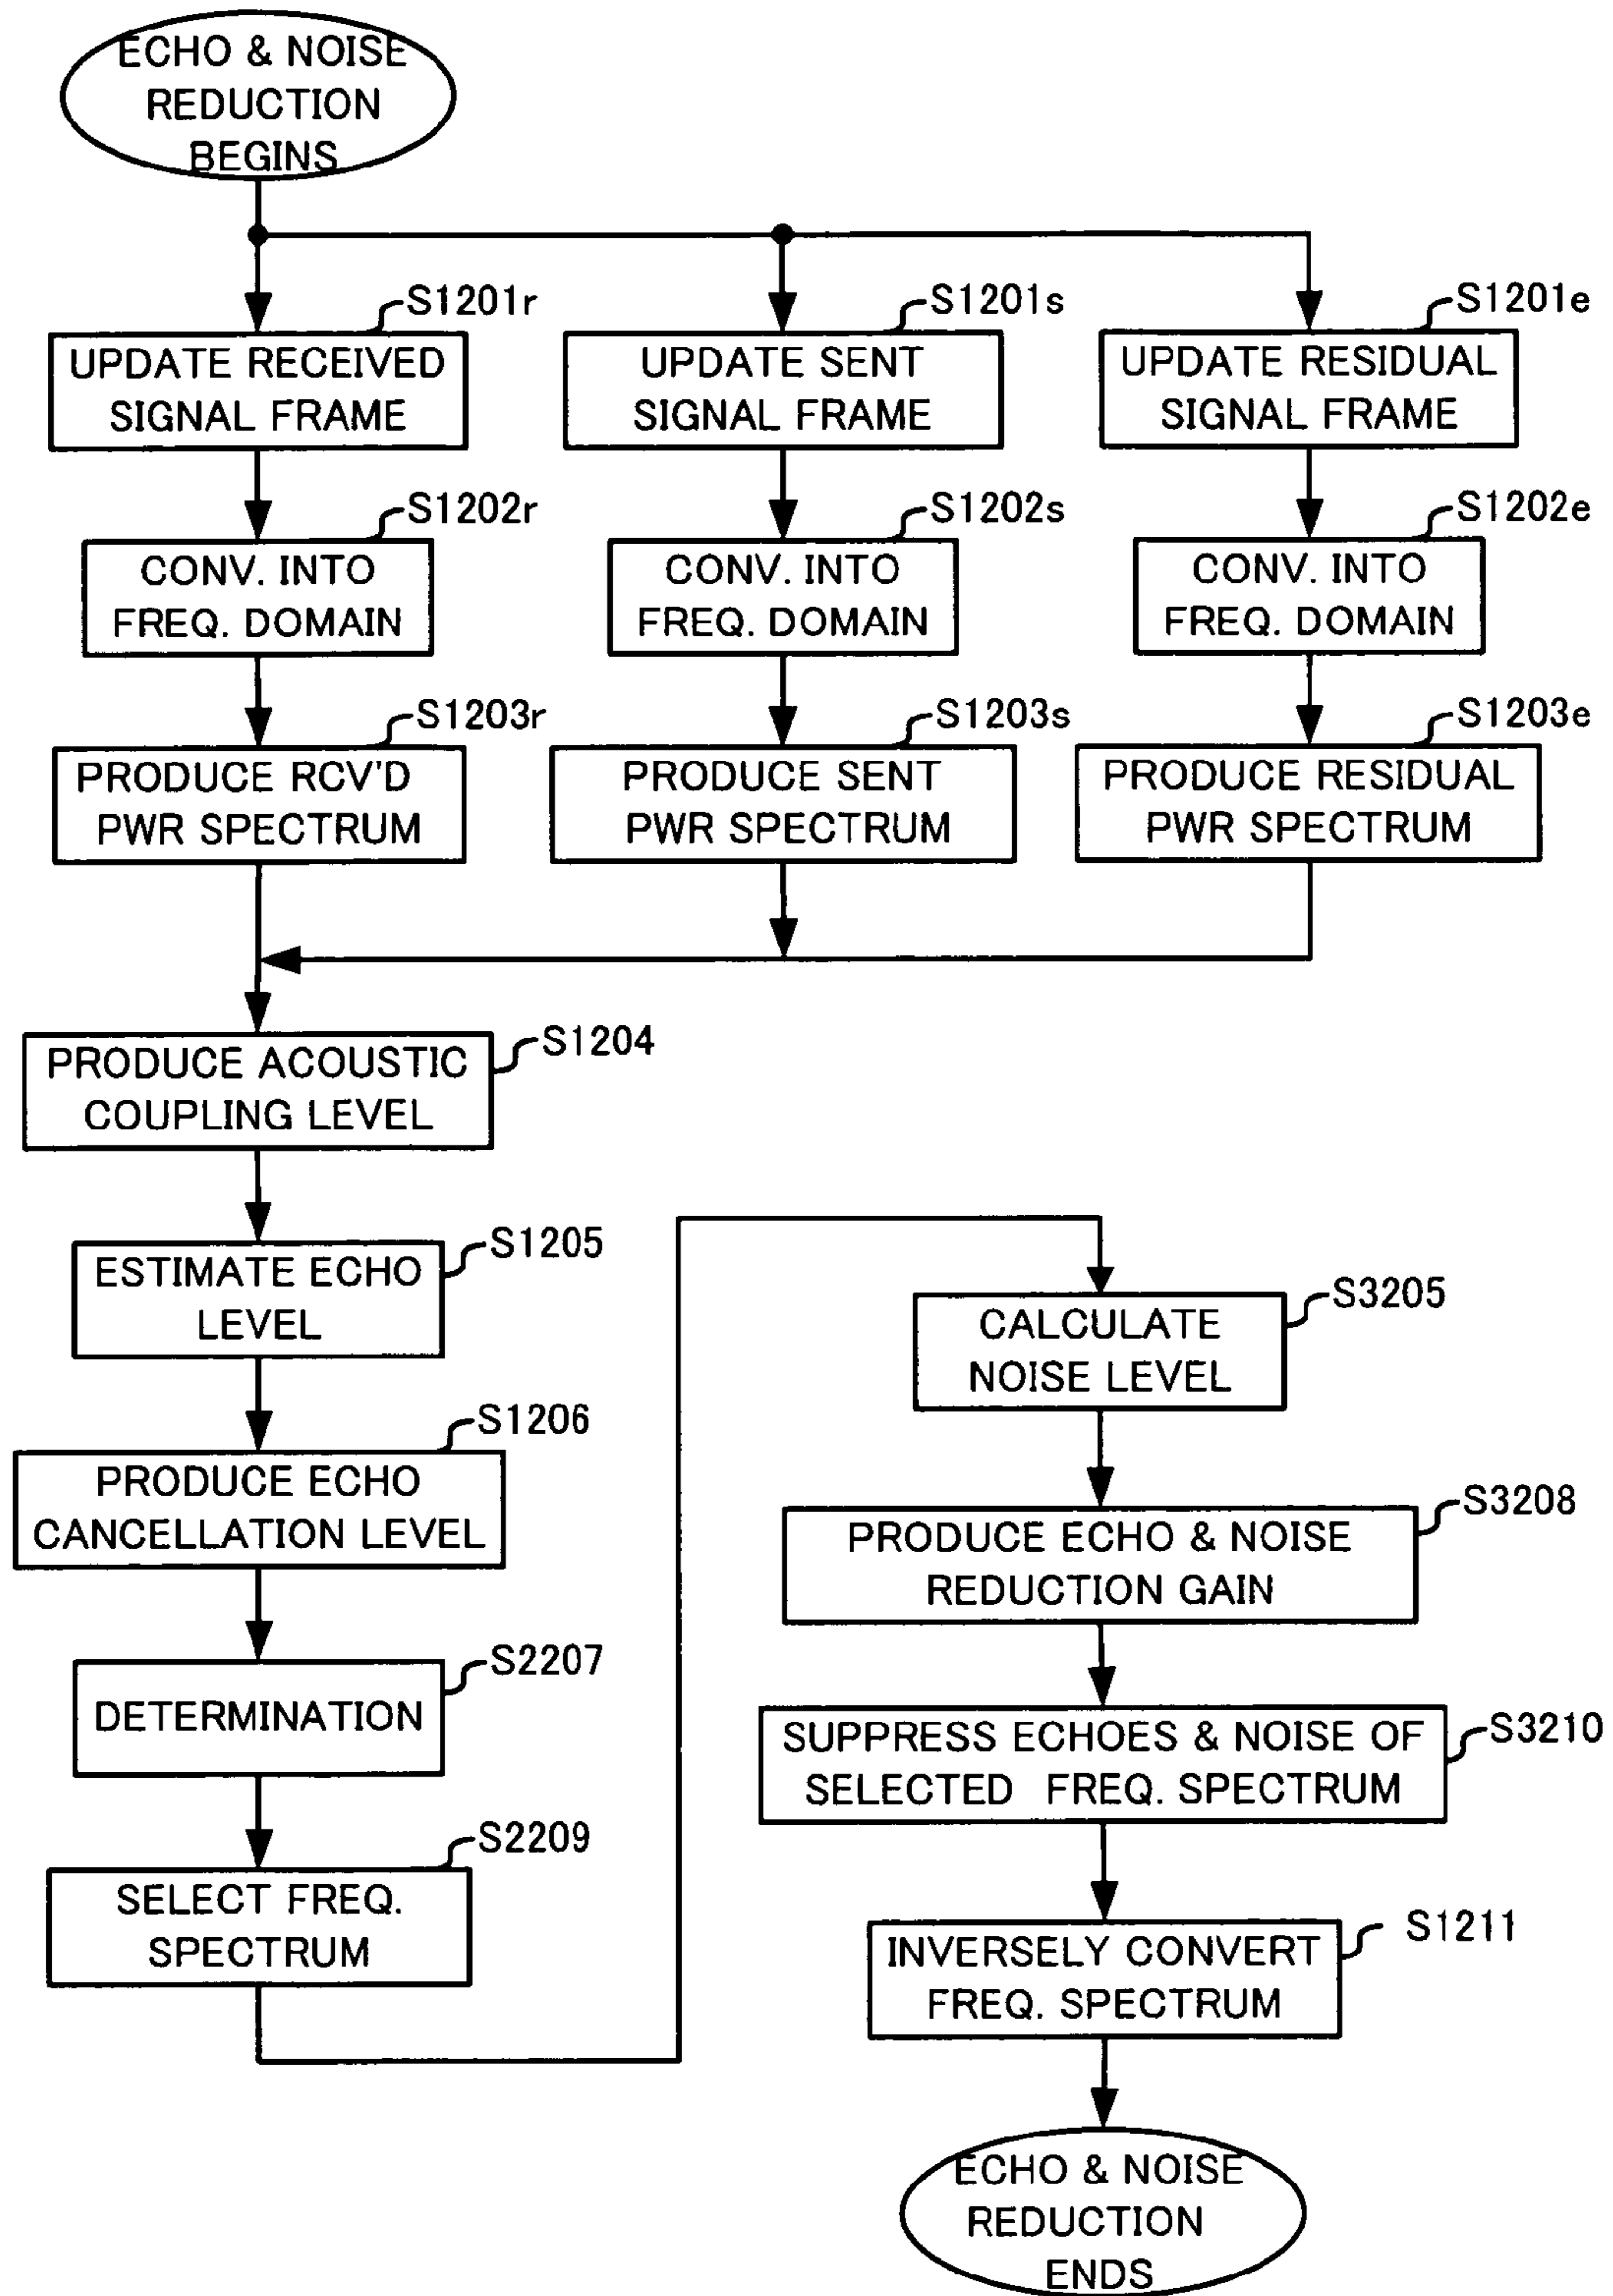 ECHO & NOISE
REDUCTION
BEGINS
S1201r
UPDATE RECEIVED
SIGNAL FRAME
S1201s
UPDATE SENT
SIGNAL FRAME
S1201e
UPDATE RESIDUAL
SIGNAL FRAME
S1202r
CONV. INTO
FREQ. DOMAIN
S1202s
CONV. INTO
FREQ. DOMAIN
S1202e
CONV. INTO
FREQ. DOMAIN
S1203r
PRODUCE RCV'D
PWR SPECTRUM
S1203s
PRODUCE SENT
PWR SPECTRUM
S1203e
PRODUCE RESIDUAL
PWR SPECTRUM
S1204
PRODUCE ACOUSTIC
COUPLING LEVEL
S1205
ESTIMATE ECHO
LEVEL
S1206
PRODUCE ECHO
CANCELLATION LEVEL
S2207
DETERMINATION
S2209
SELECT FREQ.
SPECTRUM
S3205
CALCULATE
NOISE LEVEL
S3208
PRODUCE ECHO & NOISE
REDUCTION GAIN
S3210
SUPPRESS ECHOES & NOISE OF
SELECTED FREQ. SPECTRUM
S1211
INVERSELY CONVERT
FREQ. SPECTRUM
ECHO & NOISE
REDUCTION
ENDS